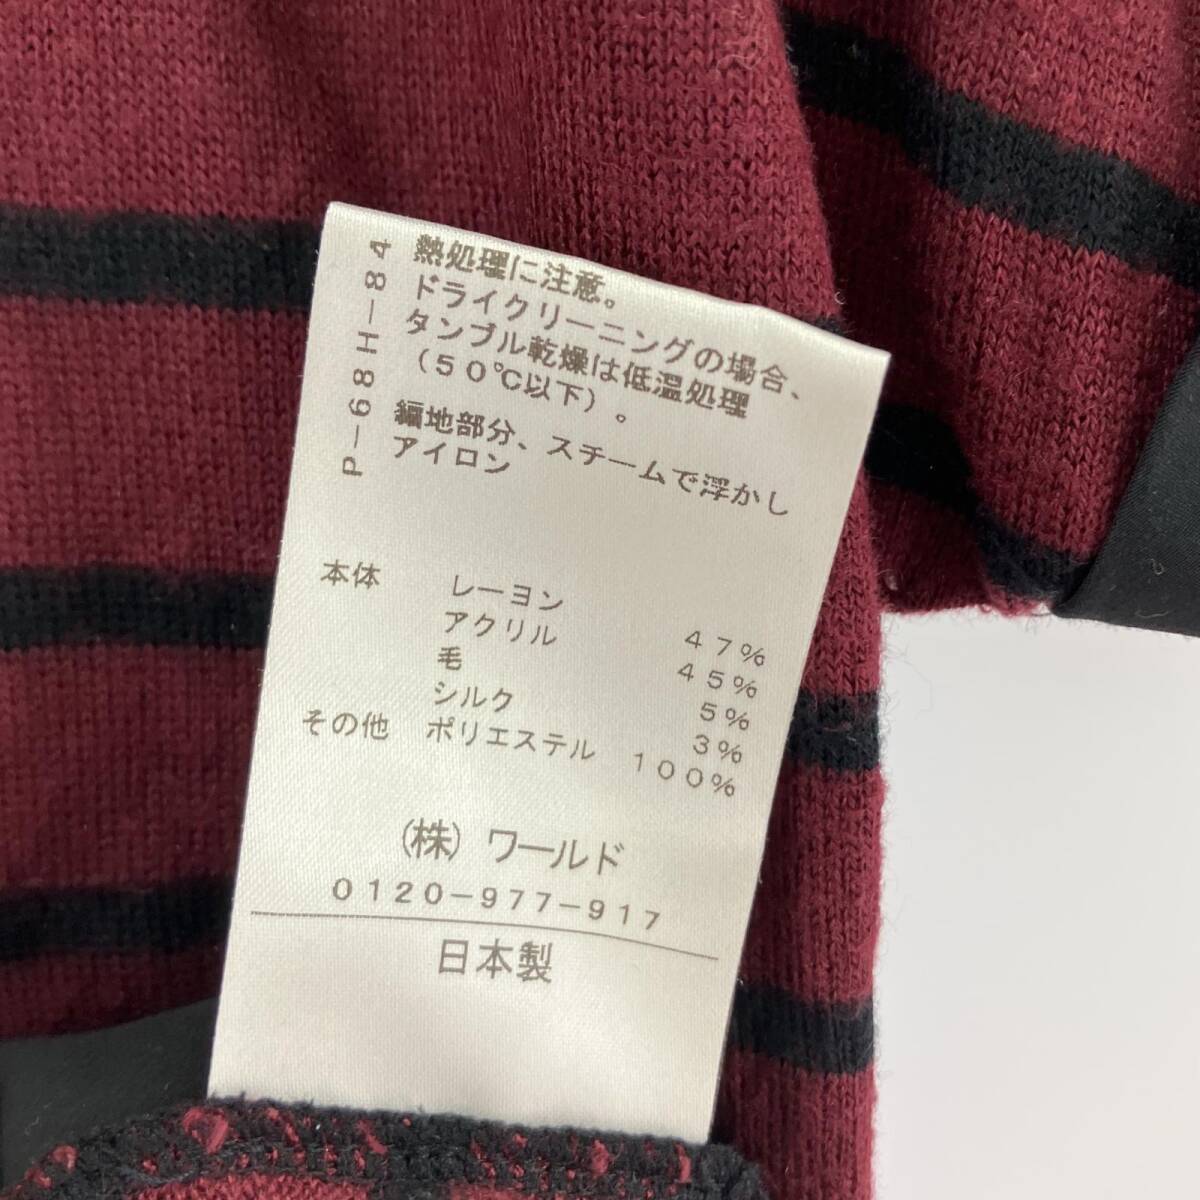 熱処理に注意。
ドライクリーニングの場合、
タンブル乾燥は低温処理
（５０℃以下）。
編地部分、スチームで浮かし
アイロン
P－68H－84
本体 レーヨン 47%
アクリル 45%
毛 5%
シルク 3%
その他 ポリエステル 100%
(株) ワールド
0120-977-917
日本製